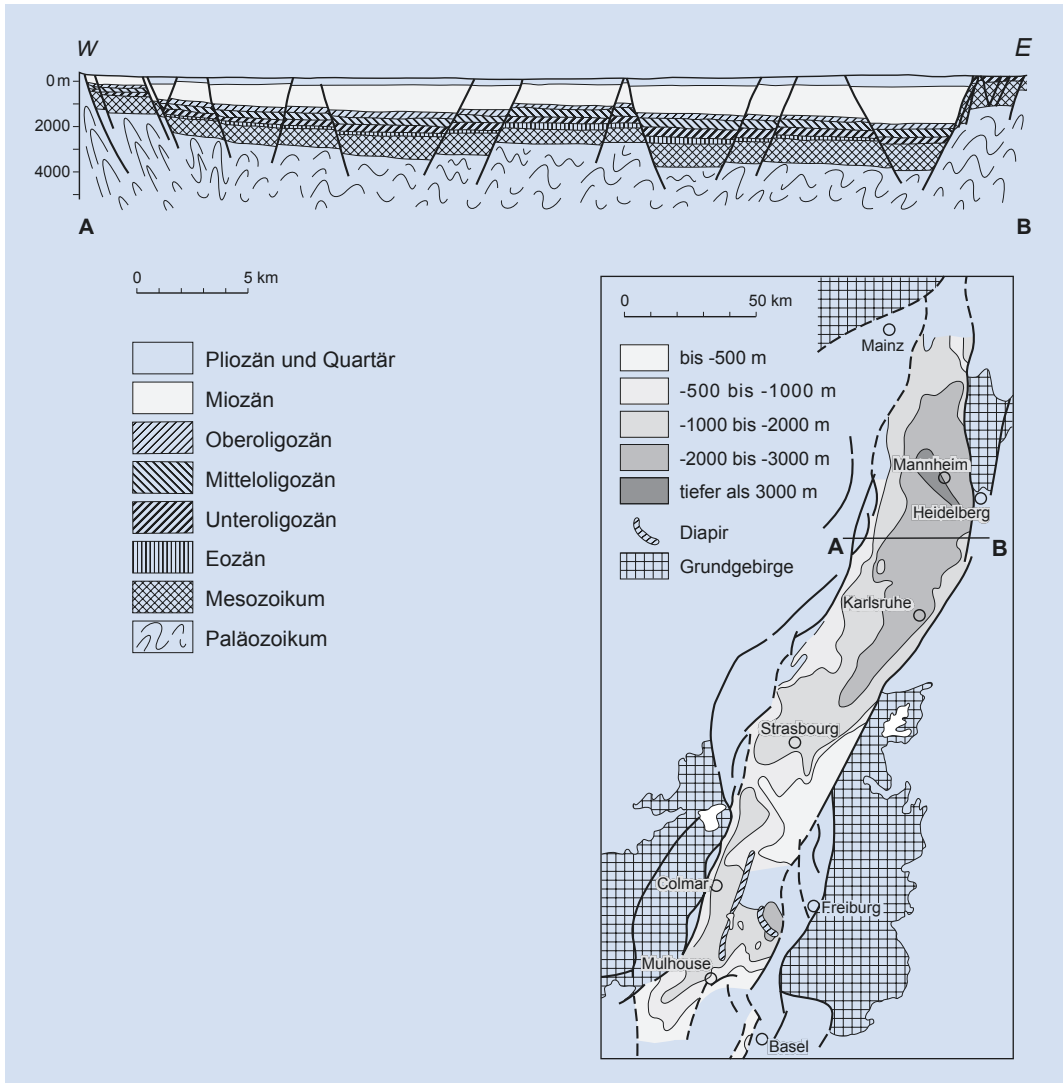 W
E
0 m
2000
4000
A
B
0 5 km
Pliozän und Quartär
Miozän
Oberoligozän
Mitteloligozän
Unteroligozän
Eozän
Mesozoikum
Paläozoikum
0 50 km
bis -500 m
-500 bis -1000 m
-1000 bis -2000 m
-2000 bis -3000 m
tiefer als 3000 m
Diapir
Grundgebirge
Mainz
Mannheim
Heidelberg
A
B
Karlsruhe
Strasbourg
Colmar
Freiburg
Mulhouse
Basel